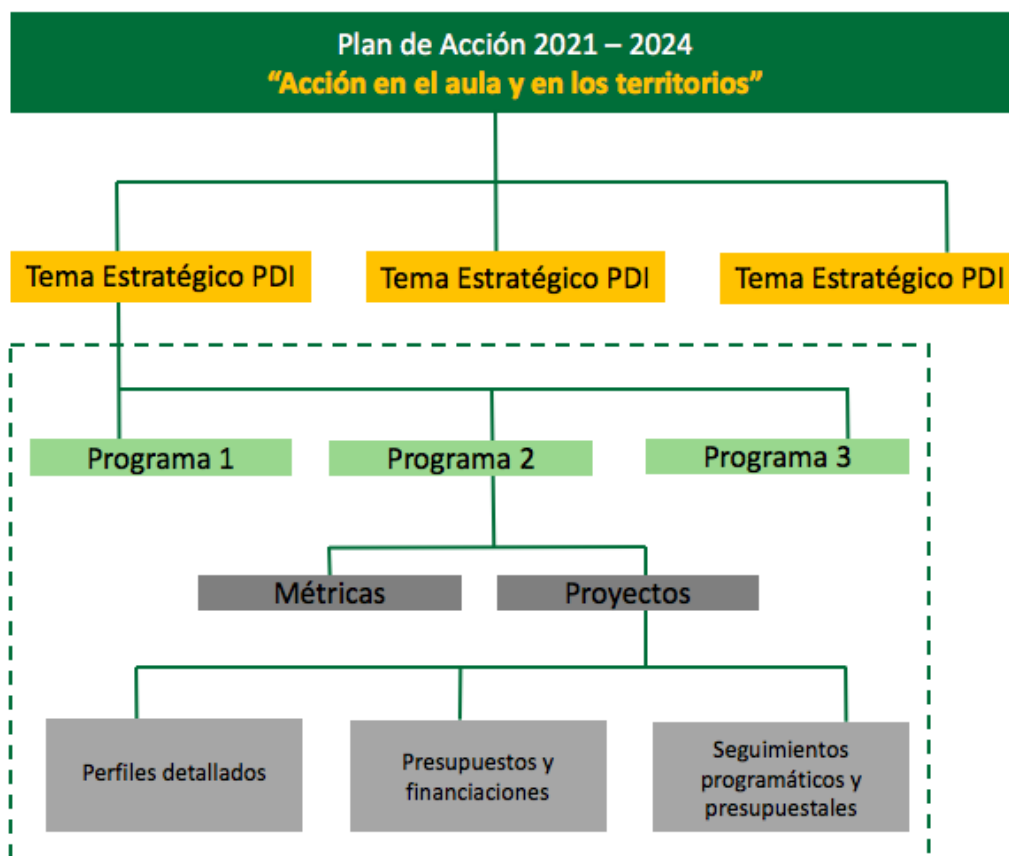 Plan de Acción 2021 – 2024
“Acción en el aula y en los territorios”
Tema Estratégico PDI
Tema Estratégico PDI
Tema Estratégico PDI
Programa 1
Programa 2
Programa 3
Métricas
Proyectos
Perfiles detallados
Presupuestos y
financiaciones
Seguimientos
programáticos y
presupuestales